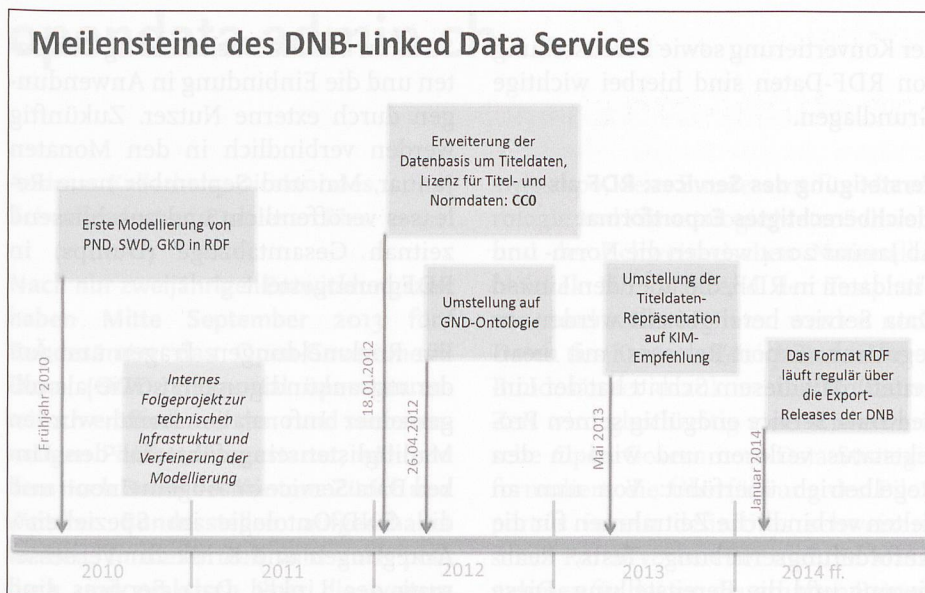 Meilensteine des DNB-Linked Data Services
Erweiterung der
Datenbasis um Titeldaten,
Lizenz für Titel- und
Normdaten: CC0
Erste Modellierung von
PND, SWD, GKD in RDF
Umstellung auf
GND-Ontologie
Umstellung der
Titeldaten-
Repräsentation
auf KIM-
Empfehlung
Das Format RDF
läuft regulär über
die Export-
Releases der DNB
Internes
Folgeprojekt zur
technischen
Infrastruktur und
Verfeinerung der
Modellierung
Frühjahr 2010
18.01.2012
26.04.2012
Mai 2013
Januar 2014
2010
2011
2012
2013
2014 ff.